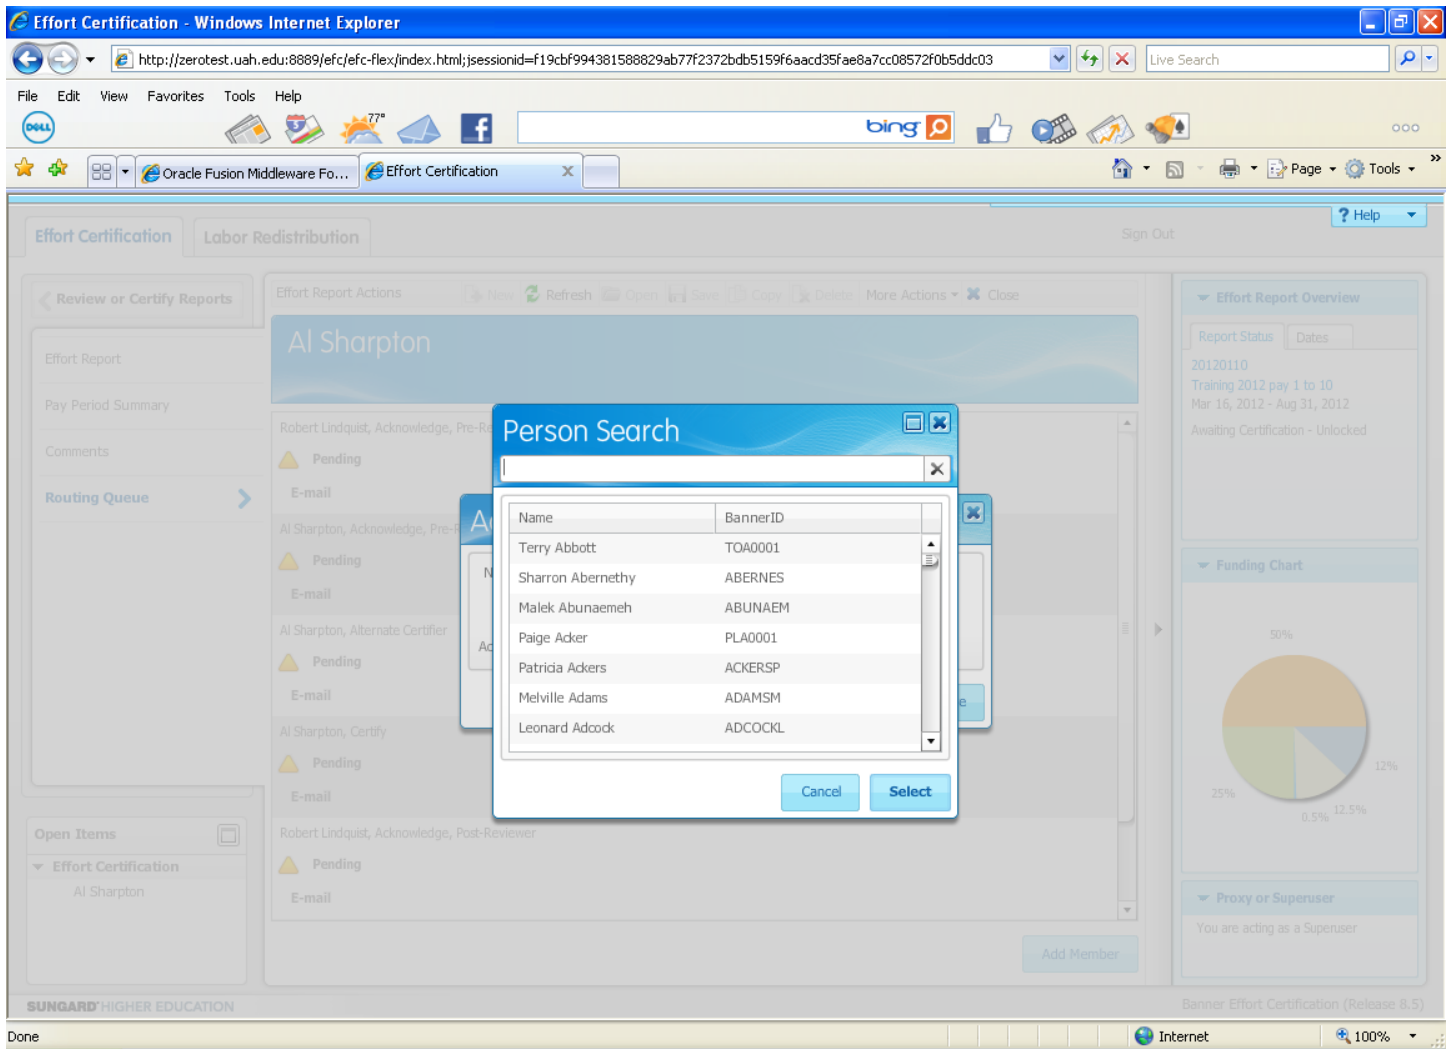 Effort Certification - Windows Internet Explorer
http://zerotest.uah.edu:8889/efc/efc-flex/index.html;jsessionid=f19cbf994381588829ab77f2372bdb5159f6aacd35fae8a7cc08572f0b5ddc03
Live Search
File Edit View Favorites Tools Help
DELL 77° f bing
Oracle Fusion Middleware Fo... Effort Certification Page Tools
? Help
Effort Certification Labor Redistribution Sign Out
Review or Certify Reports
Effort Report
Pay Period Summary
Comments
Routing Queue
Open Items
Effort Certification
Al Sharpton
Effort Report Actions New Refresh Open Save Copy Delete More Actions Close
Al Sharpton
Robert Lindquist, Acknowledge, Pre-Re
Pending
E-mail
Al Sharpton, Acknowledge, Pre-R
Pending
E-mail
Al Sharpton, Alternate Certifier
Pending
E-mail
Al Sharpton, Certify
Pending
E-mail
Robert Lindquist, Acknowledge, Post-Reviewer
Pending
E-mail
Add Member
A
N
Ac
e
Person Search
Name BannerID
Terry Abbott TOA0001
Sharron Abernethy ABERNES
Malek Abunaemeh ABUNAEM
Paige Acker PLA0001
Patricia Ackers ACKERSP
Melville Adams ADAMSM
Leonard Adcock ADCOCKL
Cancel Select
Effort Report Overview
Report Status Dates
20120110
Training 2012 pay 1 to 10
Mar 16, 2012 - Aug 31, 2012
Awaiting Certification - Unlocked
Funding Chart
50%
12%
25%
12.5%
0.5%
Proxy or Superuser
You are acting as a Superuser
SUNGARD HIGHER EDUCATION
Banner Effort Certification (Release 8.5)
Done Internet 100%